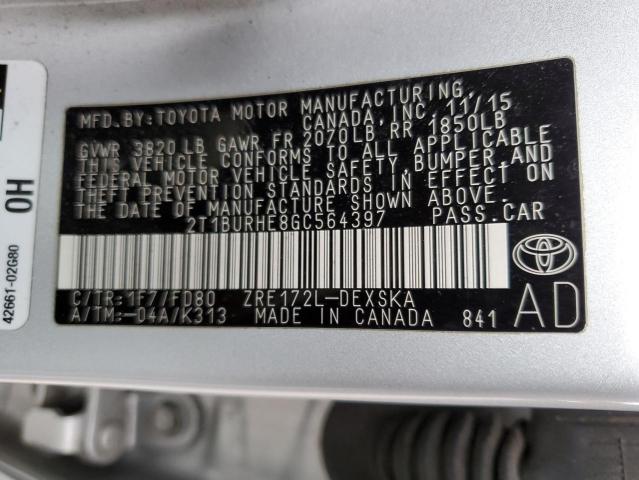 MFD.BY:TOYOTA MOTOR MANUFACTURING,
CANADA, INC. 11/15
GVWR 3820LB GAWR FR 2070LB RR 1850LB
THIS VEHICLE CONFORMS TO ALL APPLICABLE
FEDERAL MOTOR VEHICLE SAFETY, BUMPER, AND
THEFT PREVENTION STANDARDS IN EFFECT ON
THE DATE OF MANUFACTURE SHOWN ABOVE.
2T1BURHE8GC564397 PASS.CAR
C/TR:1F7/FD80 ZRE172L-DEXSKA
A/TM:-04A/K313 MADE IN CANADA 841
AD
42661-02G80
0H